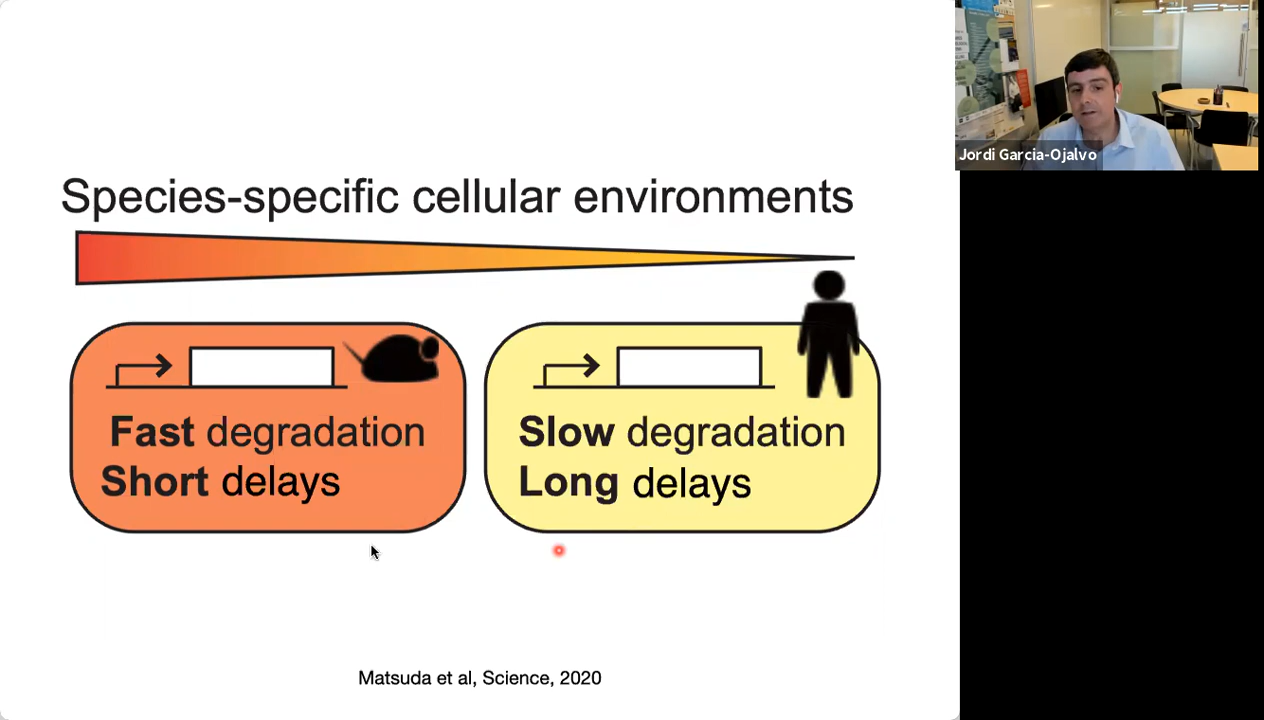 Species-specific cellular environments
Fast degradation
Short delays
Slow degradation
Long delays
Matsuda et al, Science, 2020
Jordi Garcia-Ojalvo